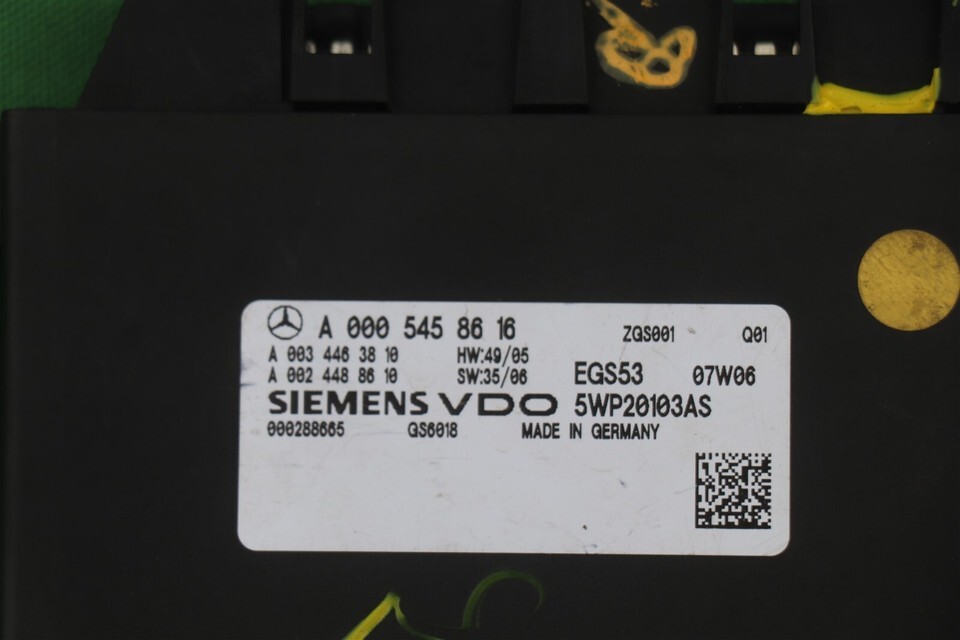 A 000 545 86 16 ZGS001 Q01
A 003 446 38 10 HW:49/05
A 002 448 86 10 SW:35/06 EGS53 07W06
SIEMENS VDO 5WP20103AS
000288665 GS6018 MADE IN GERMANY